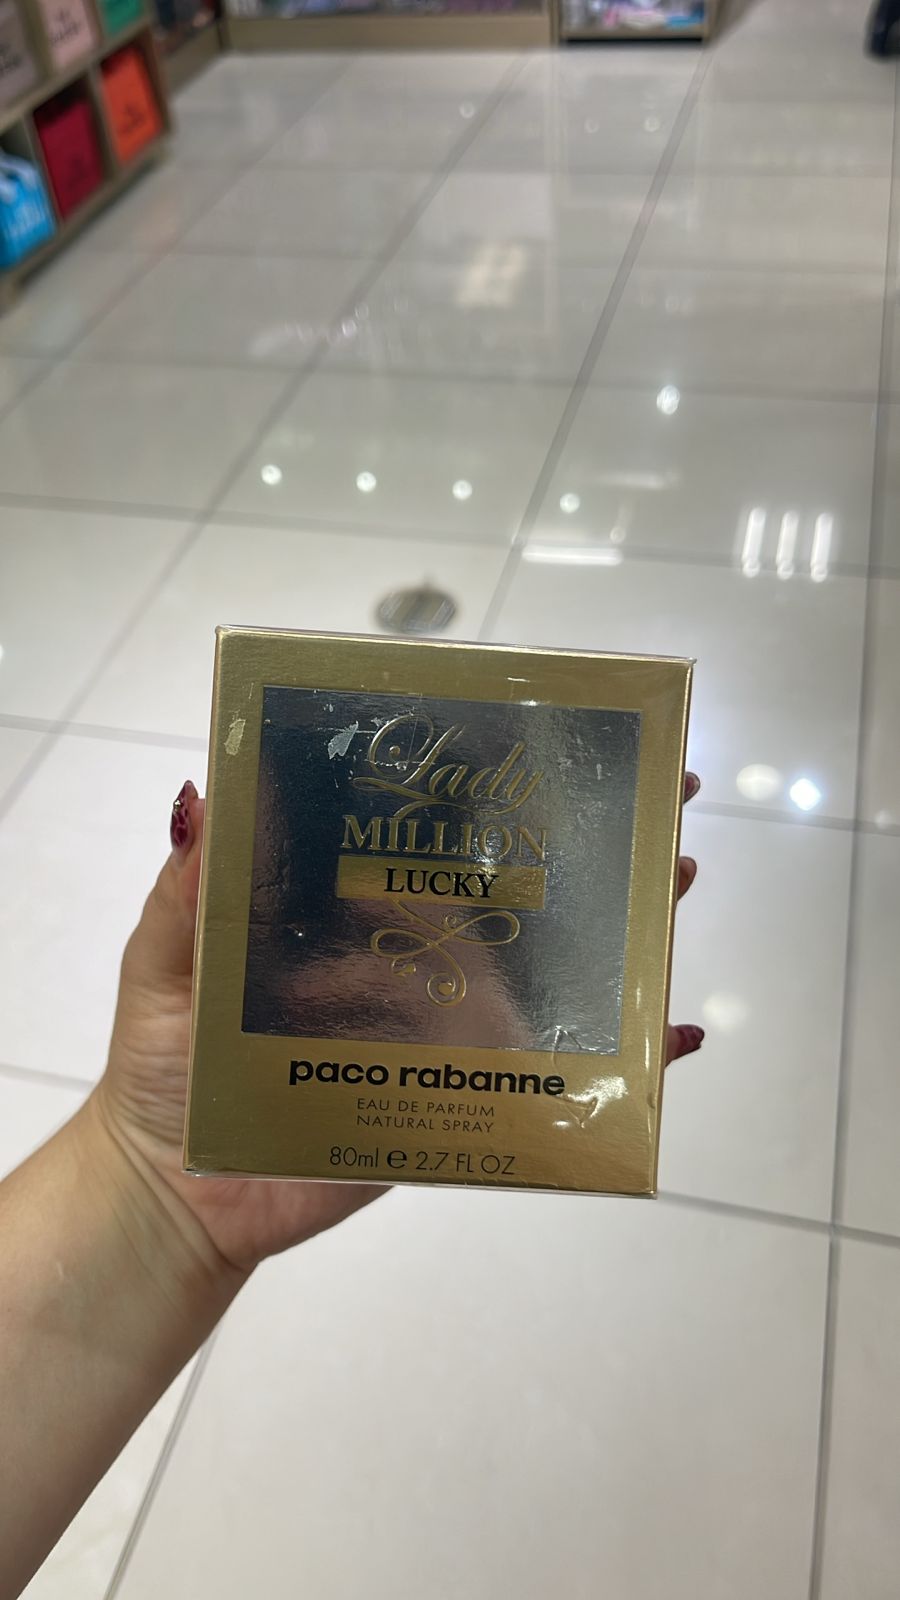 Lady
MILLION
LUCKY
paco rabanne
EAU DE PARFUM
NATURAL SPRAY
80ml ℮ 2.7 FL OZ